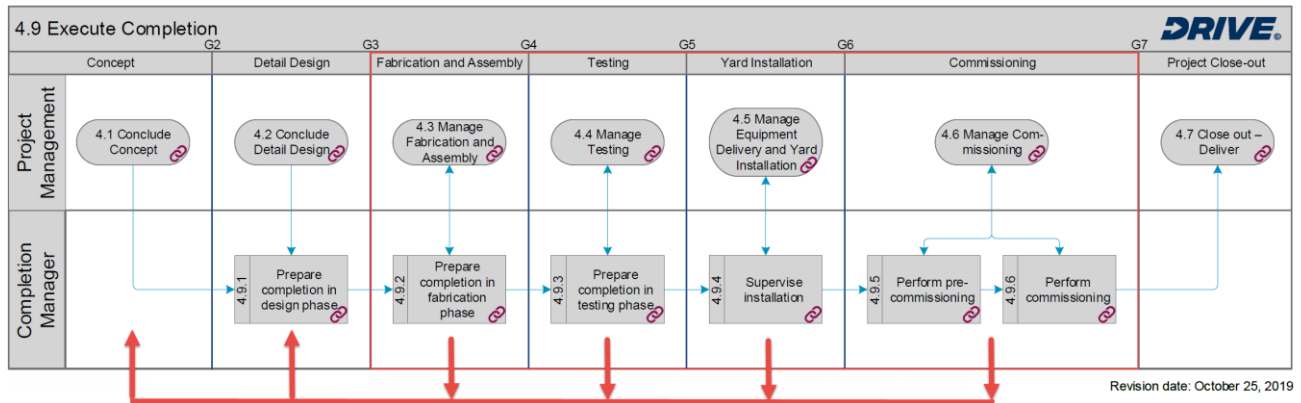 4.9 Execute Completion
DRIVE.
G2
G3
G4
G5
G6
G7
Concept
Detail Design
Fabrication and Assembly
Testing
Yard Installation
Commissioning
Project Close-out
Project
Management
4.1 Conclude
Concept
4.2 Conclude
Detail Design
4.3 Manage
Fabrication and
Assembly
4.4 Manage
Testing
4.5 Manage
Equipment
Delivery and Yard
Installation
4.6 Manage Com-
missioning
4.7 Close out –
Deliver
Completion
Manager
4.9.1
Prepare
completion in
design phase
4.9.2
Prepare
completion in
fabrication
phase
4.9.3
Prepare
completion in
testing phase
4.9.4
Supervise
installation
4.9.5
Perform pre-
commissioning
4.9.6
Perform
commissioning
Revision date: October 25, 2019